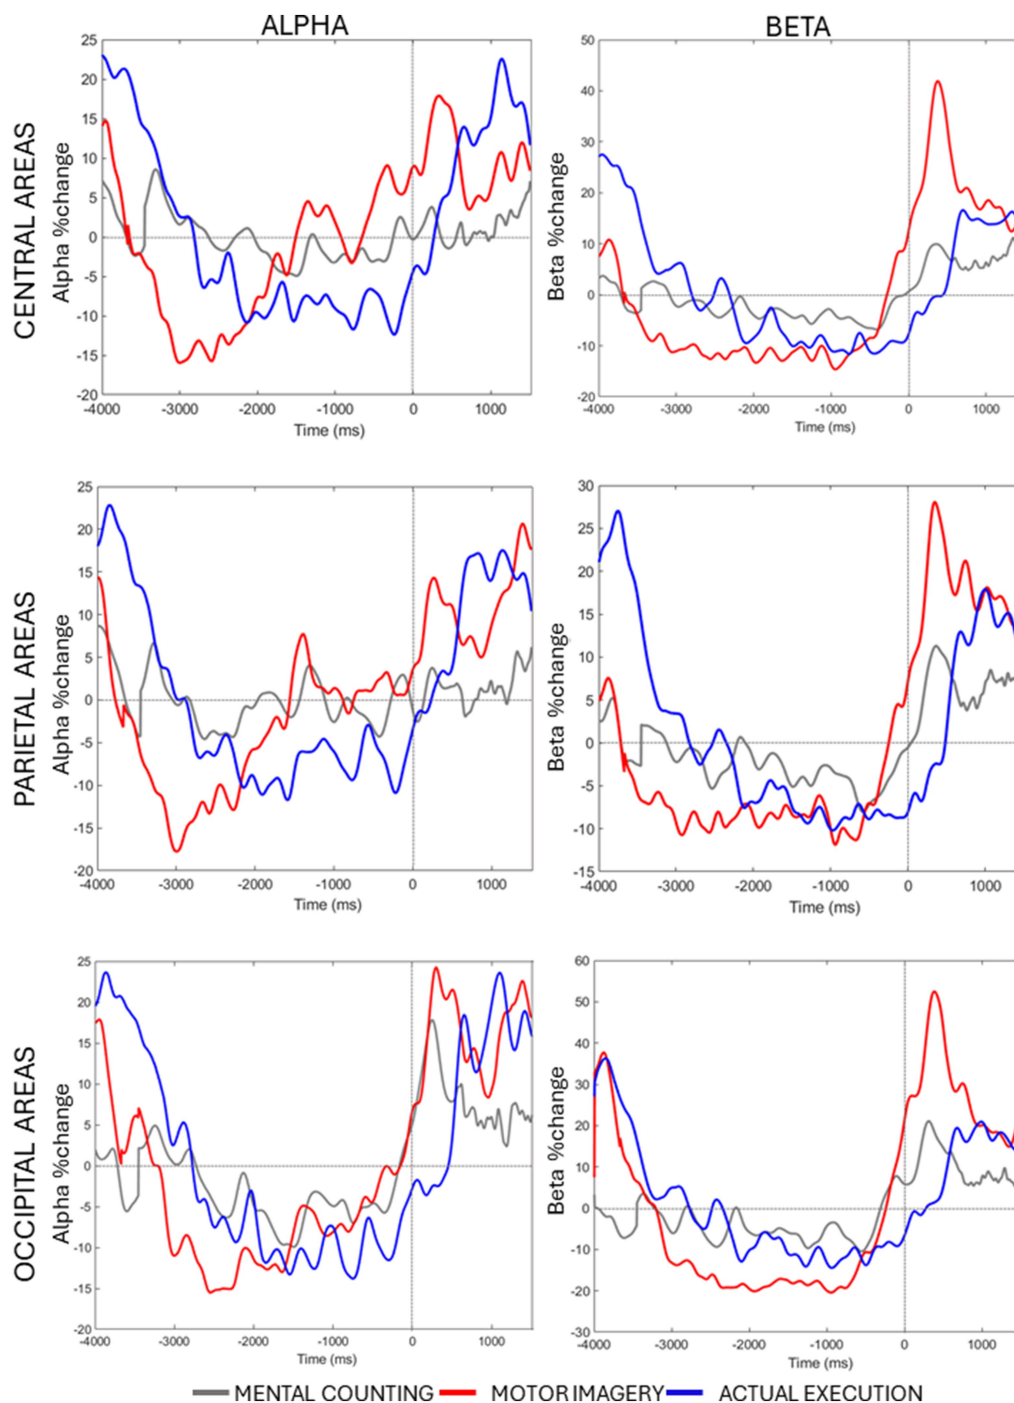 ALPHA
BETA
CENTRAL AREAS
Alpha %change
25
20
15
10
5
0
-5
-10
-15
-20
-4000 -3000 -2000 -1000 0 1000
Time (ms)
Beta %change
50
40
30
20
10
0
-10
-20
-4000 -3000 -2000 -1000 0 1000
Time (ms)
PARIETAL AREAS
Alpha %change
25
20
15
10
5
0
-5
-10
-15
-20
-4000 -3000 -2000 -1000 0 1000
Time (ms)
Beta %change
30
25
20
15
10
5
0
-5
-10
-15
-4000 -3000 -2000 -1000 0 1000
Time (ms)
OCCIPITAL AREAS
Alpha %change
25
20
15
10
5
0
-5
-10
-15
-20
-4000 -3000 -2000 -1000 0 1000
Time (ms)
Beta %change
60
50
40
30
20
10
0
-10
-20
-30
-4000 -3000 -2000 -1000 0 1000
Time (ms)
MENTAL COUNTING MOTOR IMAGERY ACTUAL EXECUTION